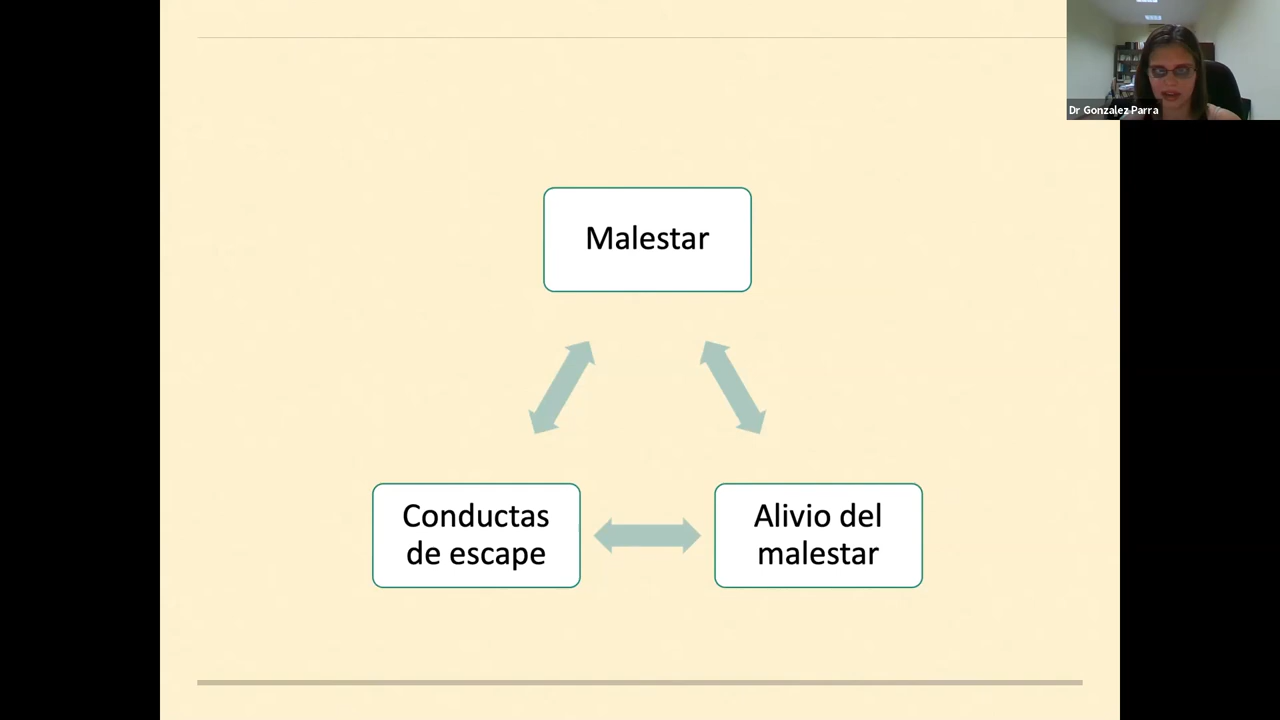 Dr Gonzalez Parra
Malestar
Conductas
de escape
Alivio del
malestar